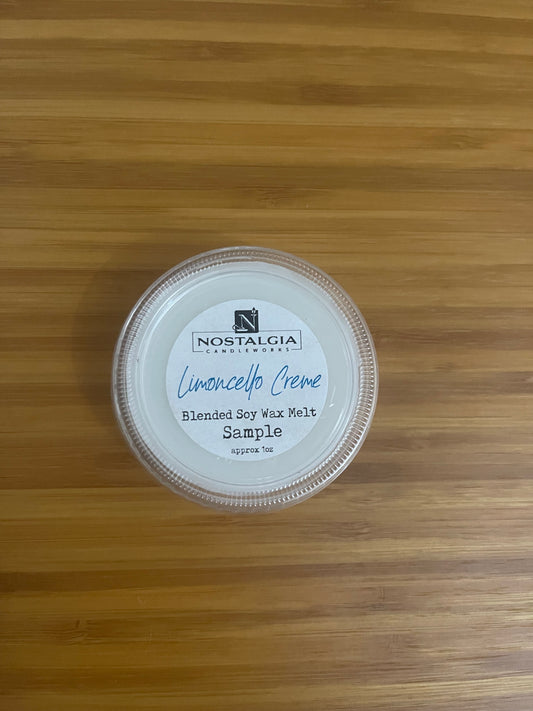 N
NOSTALGIA
CANDLEWORKS
Limoncello Creme
Blended Soy Wax Melt
Sample
approx 1oz